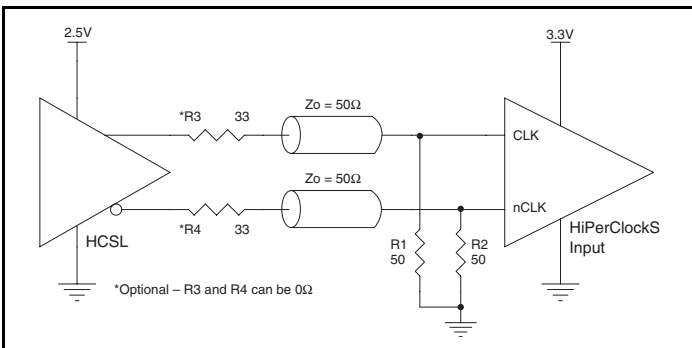 2.5V
3.3V
*R3 33
Zo = 50Ω
CLK
Zo = 50Ω
nCLK
*R4 33
HCSL
R1
50
R2
50
HiPerClockS
Input
*Optional – R3 and R4 can be 0Ω